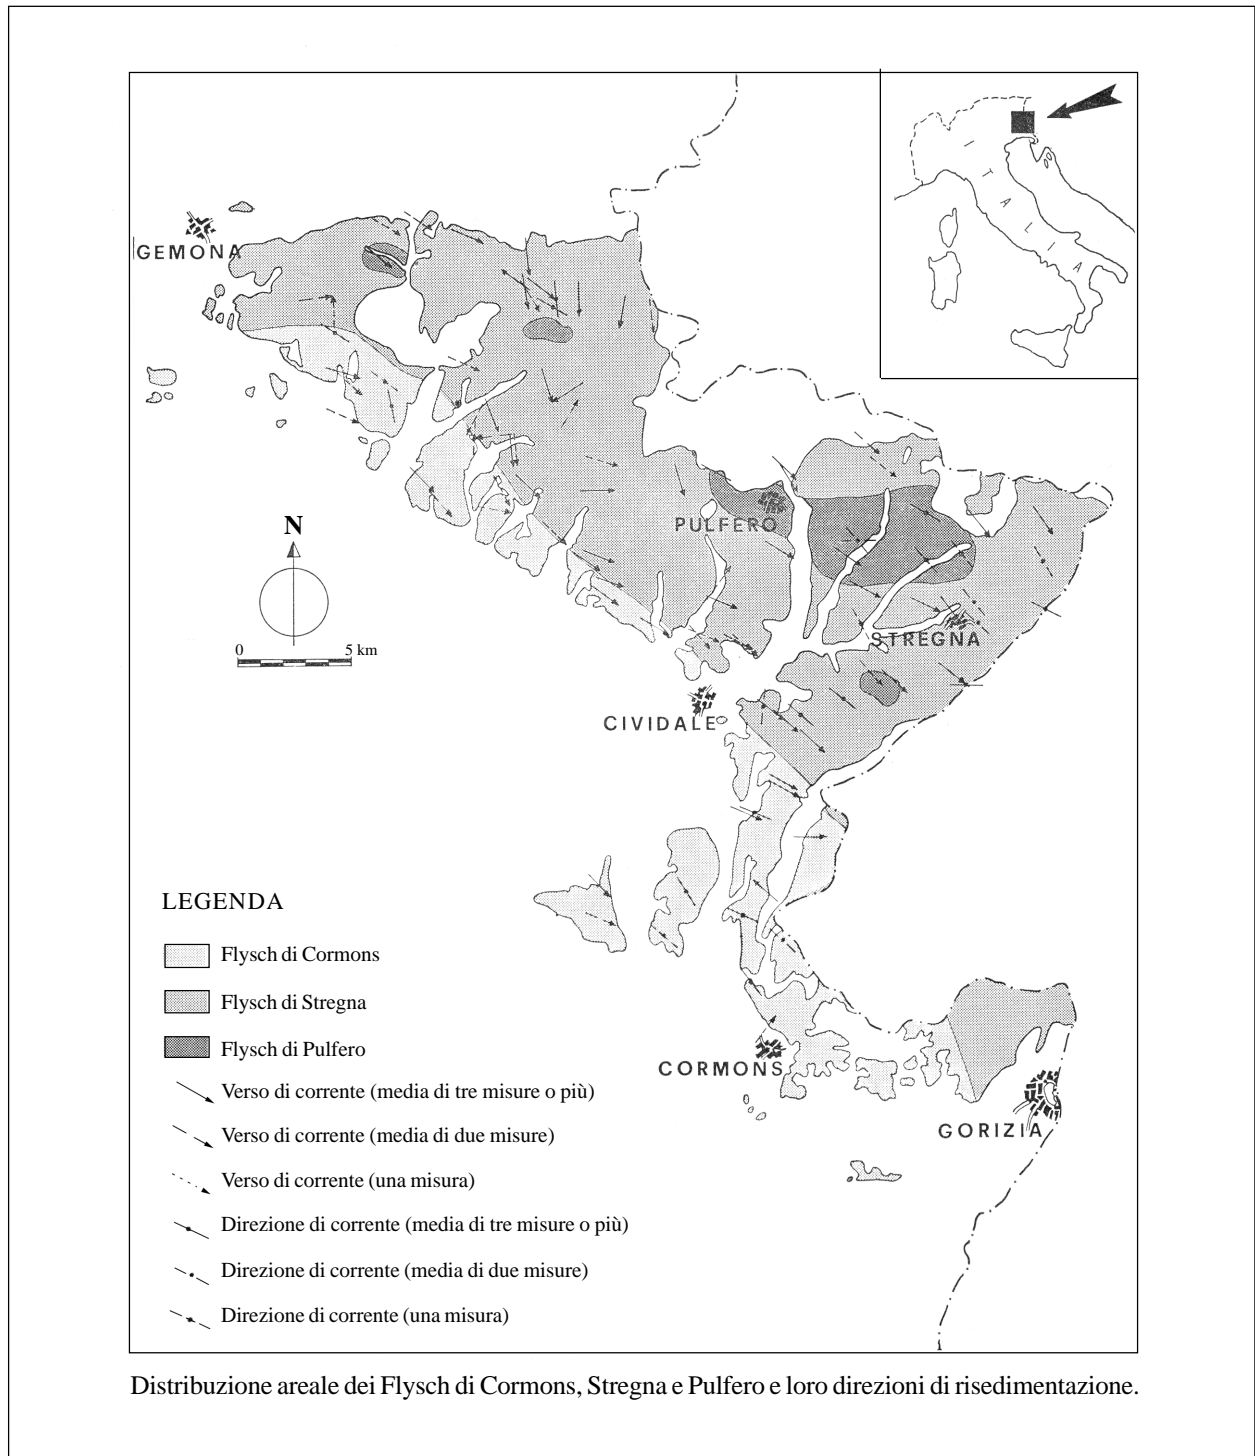 I T A L I A
GEMONA
PULFERO
N
0 5 km
STREGNA
CIVIDALE
LEGENDA
Flysch di Cormons
Flysch di Stregna
Flysch di Pulfero
CORMONS
Verso di corrente (media di tre misure o più)
GORIZIA
Verso di corrente (media di due misure)
Verso di corrente (una misura)
Direzione di corrente (media di tre misure o più)
Direzione di corrente (media di due misure)
Direzione di corrente (una misura)
Distribuzione areale dei Flysch di Cormons, Stregna e Pulfero e loro direzioni di risedimentazione.